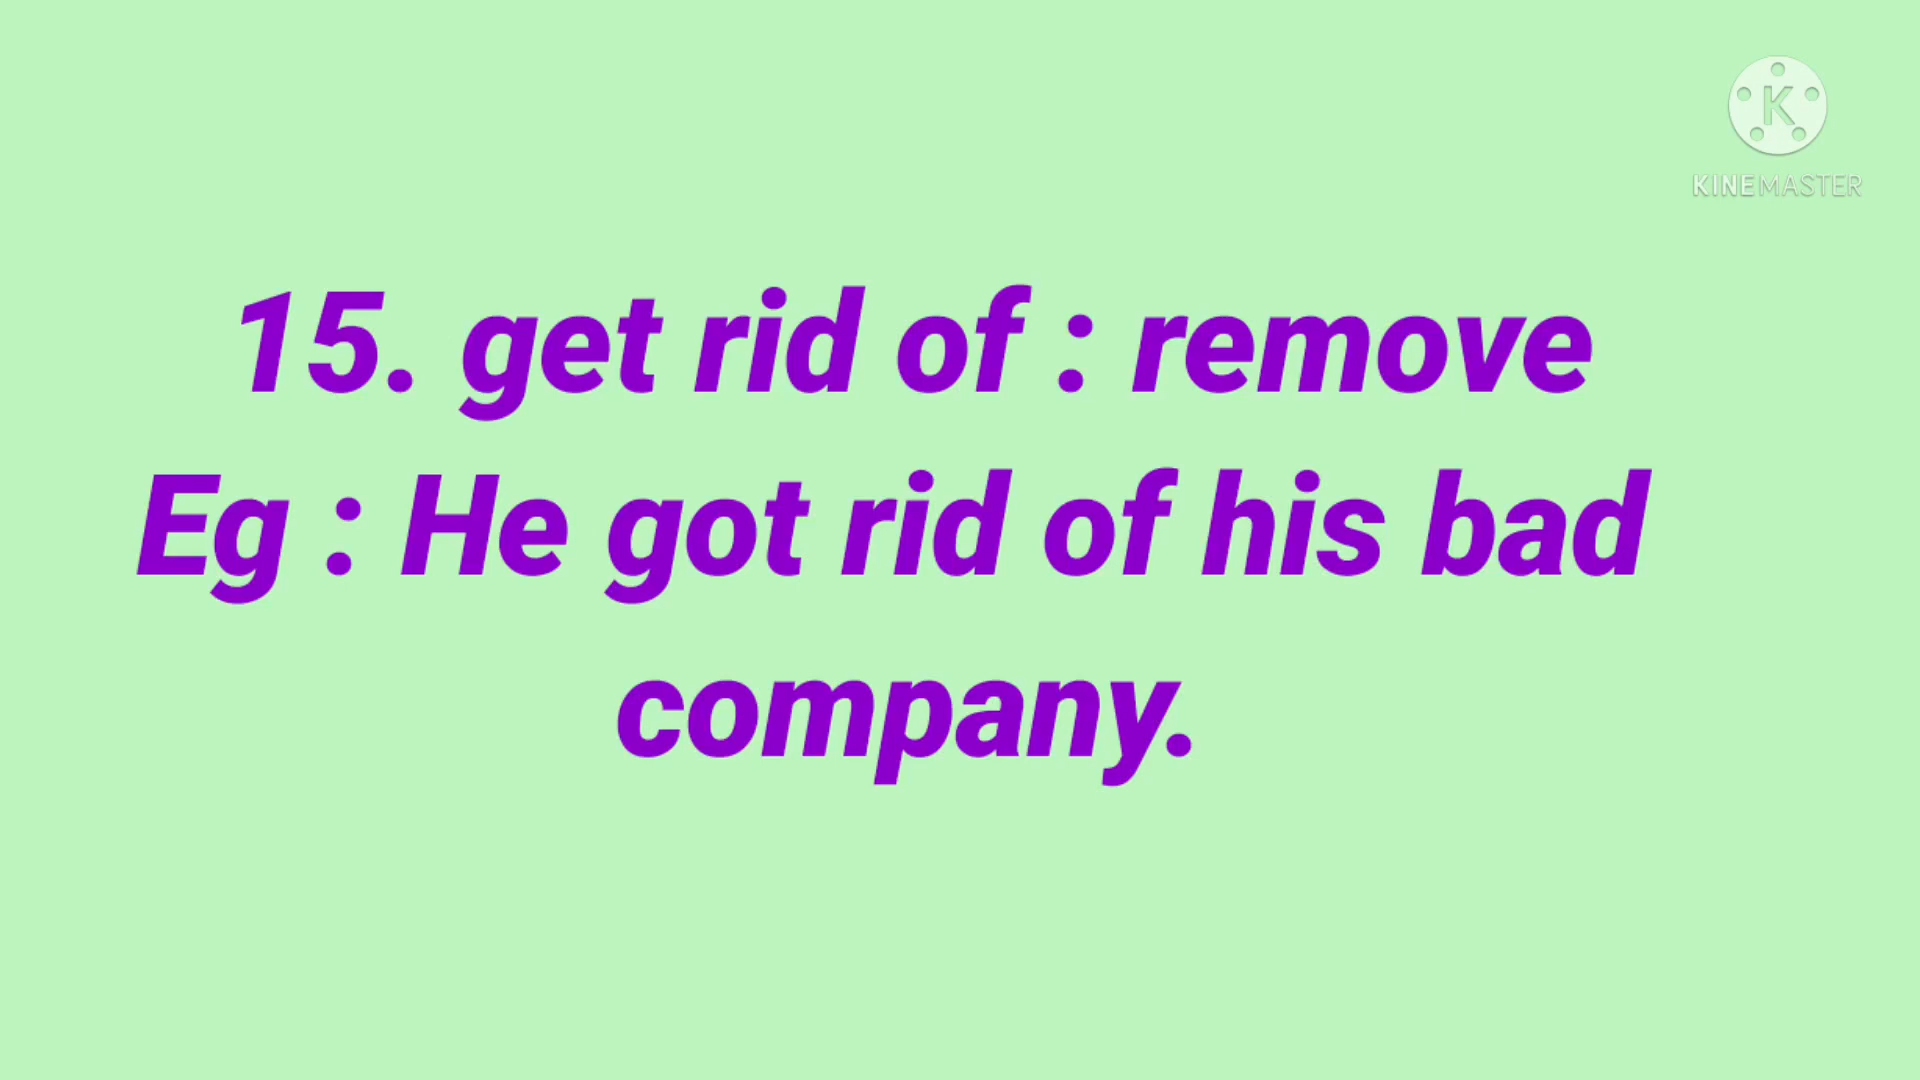 K
KINEMASTER
15. get rid of : remove
Eg : He got rid of his bad
company.